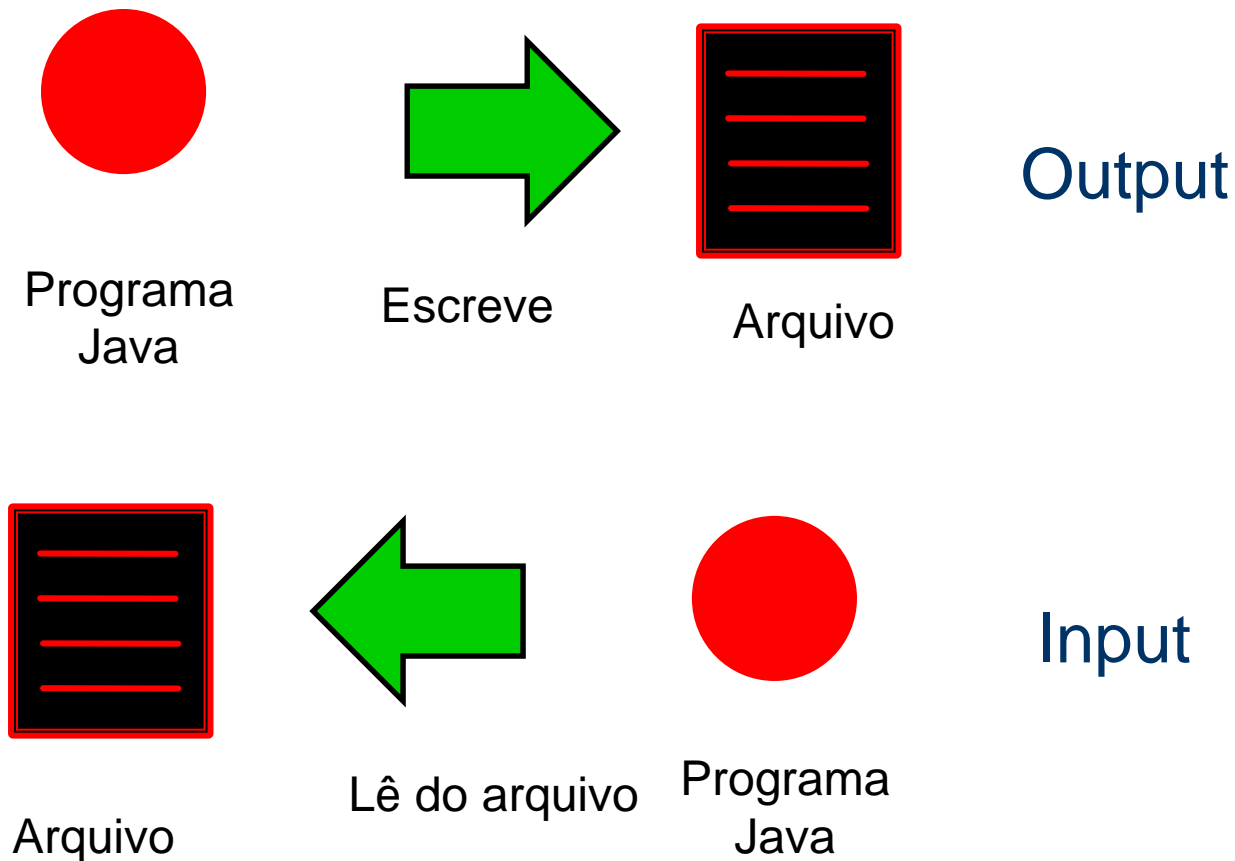 Output
Programa
Java
Escreve
Arquivo
Input
Lê do arquivo
Programa
Java
Arquivo